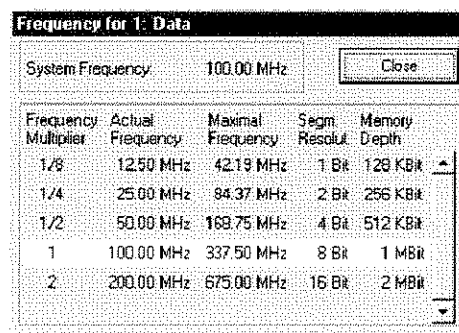 Frequency for 1: Data
System Frequency: 100.00 MHz Close
Frequency Multiplier Actual Frequency Maximal Frequency Segm. Resolut. Memory Depth
1/8 12.50 MHz 42.19 MHz 1 Bit 128 KBit
1/4 25.00 MHz 84.37 MHz 2 Bit 256 KBit
1/2 50.00 MHz 168.75 MHz 4 Bit 512 KBit
1 100.00 MHz 337.50 MHz 8 Bit 1 MBit
2 200.00 MHz 675.00 MHz 16 Bit 2 MBit